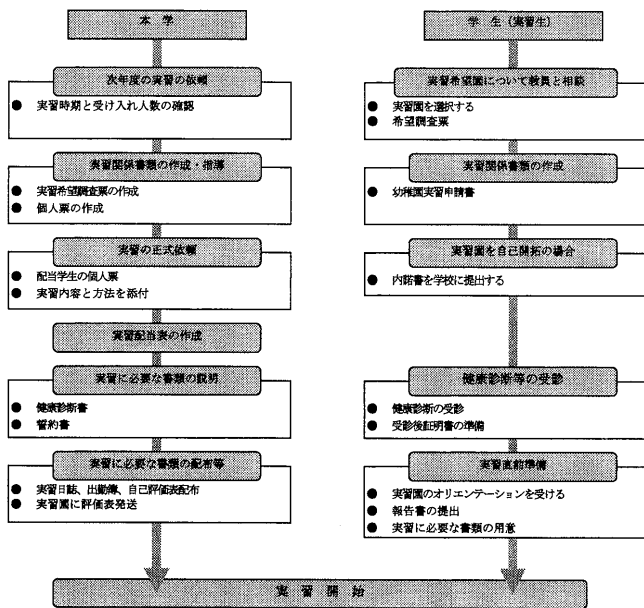 本学
次年度の実習の依頼
● 実習時期と受け入れ人数の確認
実習関係書類の作成・指導
● 実習希望調査票の作成
● 個人票の作成
実習の正式依頼
● 配当学生の個人票
● 実習内容と方法を添付
実習配当表の作成
実習に必要な書類の説明
● 健康診断書
● 誓約書
実習に必要な書類の配布等
● 実習日誌、出勤簿、自己評価表配布
● 実習園に評価表発送
学生(実習生)
実習希望園について教員と相談
● 実習園を選択する
● 希望調査票
実習関係書類の作成
● 幼稚園実習申請書
実習園を自己開拓の場合
● 内諾書を学校に提出する
健康診断等の受診
● 健康診断の受診
● 受診後証明書の準備
実習直前準備
● 実習園のオリエンテーションを受ける
● 報告書の提出
● 実習に必要な書類の用意
実習開始